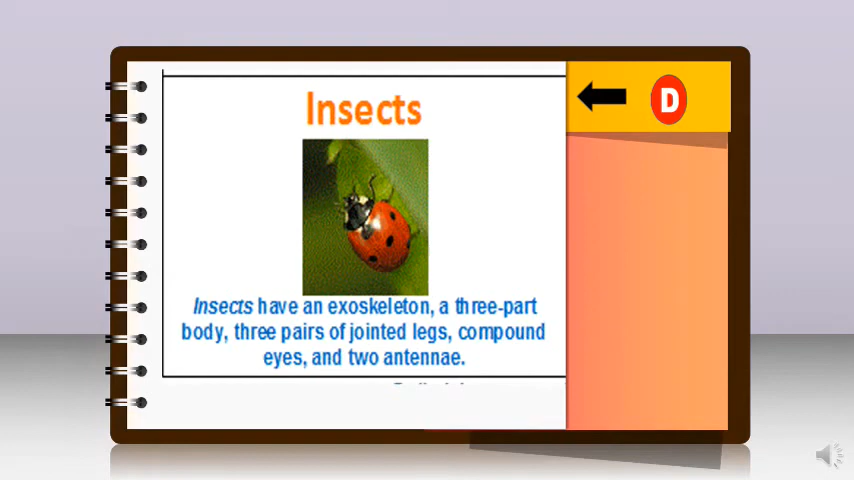 Insects
D
Insects have an exoskeleton, a three-part
body, three pairs of jointed legs, compound
eyes, and two antennae.